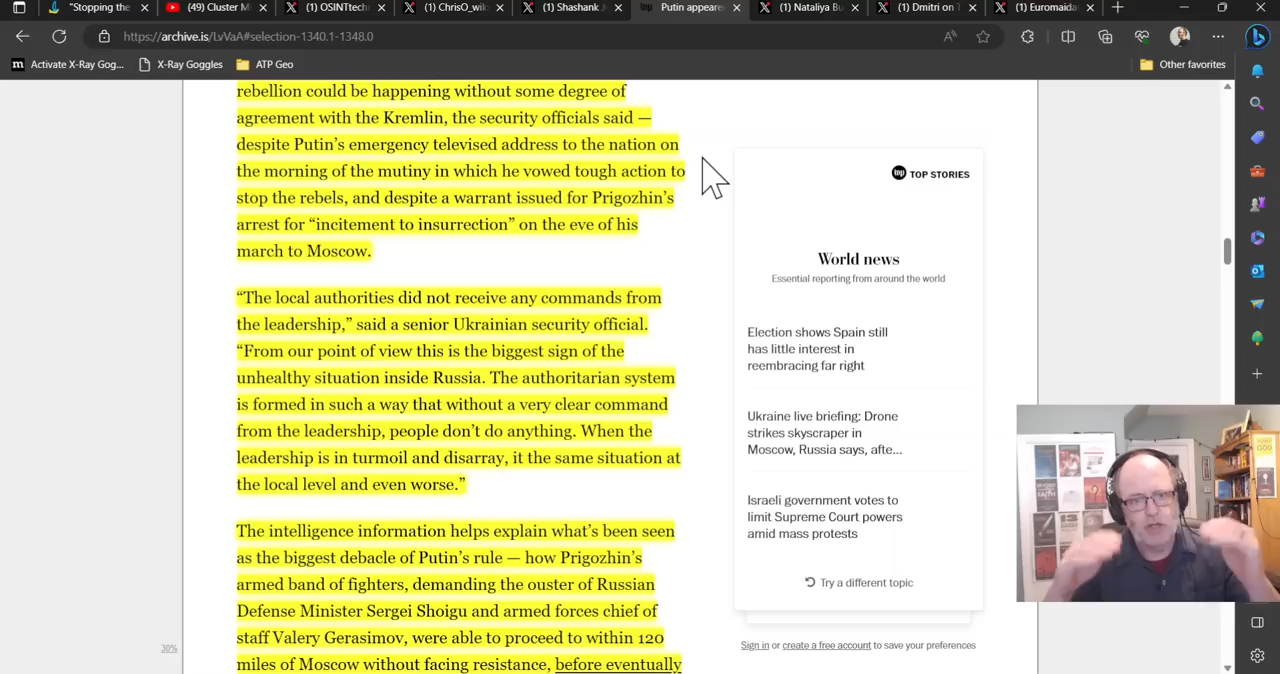 "Stopping the
(49) Cluster M
(1) OSINTtech
(1) ChrisO_wiki
(1) Shashank J
Putin appeare
(1) Nataliya Bu
(1) Dmitri on T
(1) Euromaidan
https://archive.is/LvVaA#selection-1340.1-1348.0
Activate X-Ray Gog...
X-Ray Goggles
ATP Geo
Other favorites
rebellion could be happening without some degree of
agreement with the Kremlin, the security officials said —
despite Putin's emergency televised address to the nation on
the morning of the mutiny in which he vowed tough action to
stop the rebels, and despite a warrant issued for Prigozhin's
arrest for "incitement to insurrection" on the eve of his
march to Moscow.
"The local authorities did not receive any commands from
the leadership," said a senior Ukrainian security official.
"From our point of view this is the biggest sign of the
unhealthy situation inside Russia. The authoritarian system
is formed in such a way that without a very clear command
from the leadership, people don't do anything. When the
leadership is in turmoil and disarray, it the same situation at
the local level and even worse."
The intelligence information helps explain what's been seen
as the biggest debacle of Putin's rule — how Prigozhin's
armed band of fighters, demanding the ouster of Russian
Defense Minister Sergei Shoigu and armed forces chief of
staff Valery Gerasimov, were able to proceed to within 120
miles of Moscow without facing resistance, before eventually
30%
wp TOP STORIES
World news
Essential reporting from around the world
Election shows Spain still
has little interest in
reembracing far right
Ukraine live briefing: Drone
strikes skyscraper in
Moscow, Russia says, afte...
Israeli government votes to
limit Supreme Court powers
amid mass protests
Try a different topic
Sign in or create a free account to save your preferences